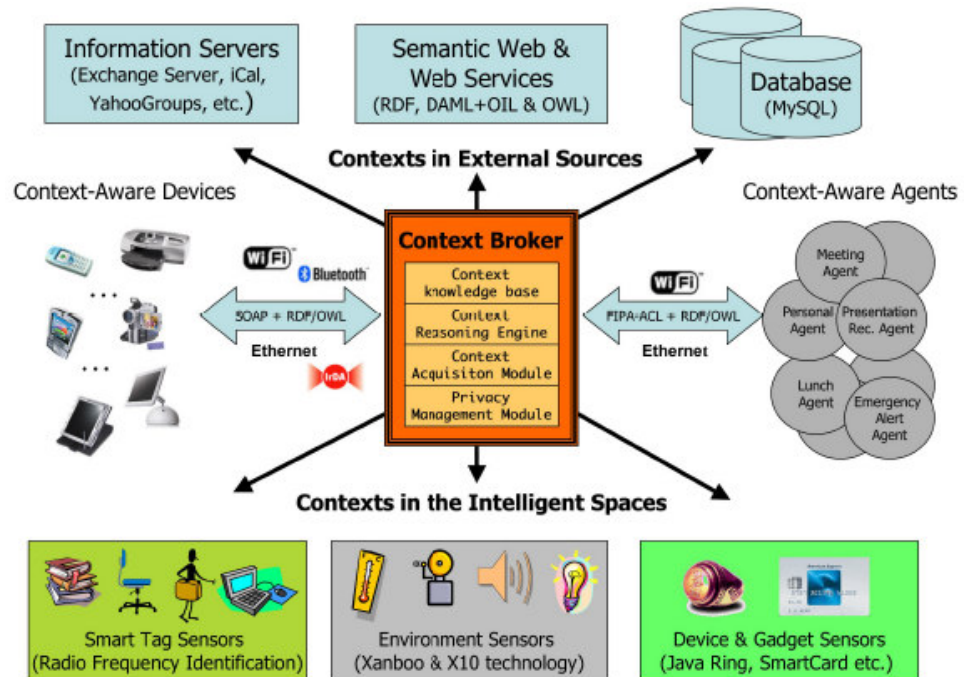 Information Servers
(Exchange Server, iCal,
YahooGroups, etc.)
Semantic Web &
Web Services
(RDF, DAML+OIL & OWL)
Database
(MySQL)
Contexts in External Sources
Context-Aware Devices
Context-Aware Agents
Context Broker
Context
knowledge base
Context
Reasoning Engine
Context
Acquisiton Module
Privacy
Management Module
WiFi™
Bluetooth™
SOAP + RDF/OWL
Ethernet
IrDA
WiFi™
FIPA-ACL + RDF/OWL
Ethernet
Meeting
Agent
Personal
Agent
Presentation
Rec. Agent
Lunch
Agent
Emergency
Alert
Agent
Contexts in the Intelligent Spaces
Smart Tag Sensors
(Radio Frequency Identification)
Environment Sensors
(Xanboo & X10 technology)
Device & Gadget Sensors
(Java Ring, SmartCard etc.)